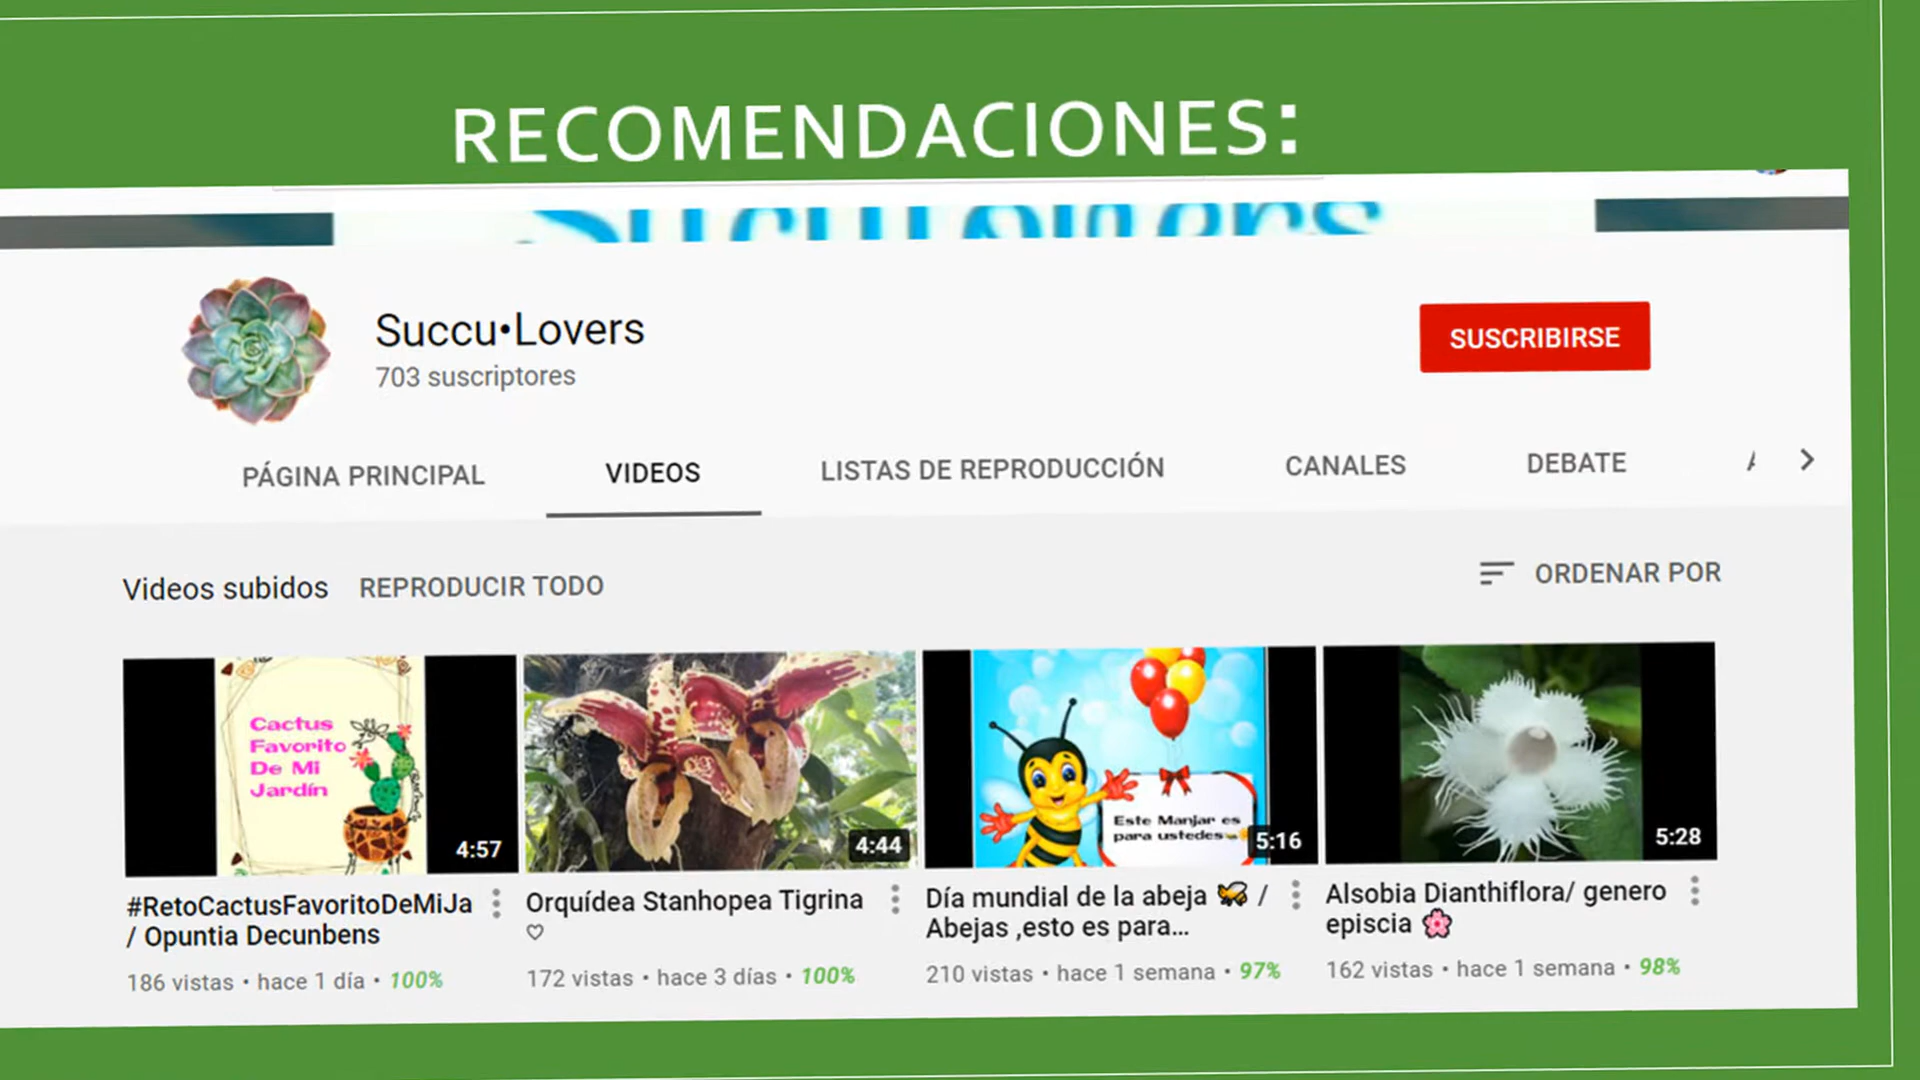 RECOMENDACIONES:
SuccuLovers
Succu•Lovers
703 suscriptores
SUSCRIBIRSE
PÁGINA PRINCIPAL
VIDEOS
LISTAS DE REPRODUCCIÓN
CANALES
DEBATE
Videos subidos
REPRODUCIR TODO
ORDENAR POR
Cactus
Favorito
De Mi
Jardín
4:57
4:44
Este Manjar es
para ustedes
5:16
5:28
#RetoCactusFavoritoDeMiJa
/ Opuntia Decunbens
186 vistas • hace 1 día • 100%
Orquídea Stanhopea Tigrina
♡
172 vistas • hace 3 días • 100%
Día mundial de la abeja 🐝 /
Abejas ,esto es para...
210 vistas • hace 1 semana • 97%
Alsobia Dianthiflora/ genero
episcia 🌸
162 vistas • hace 1 semana • 98%